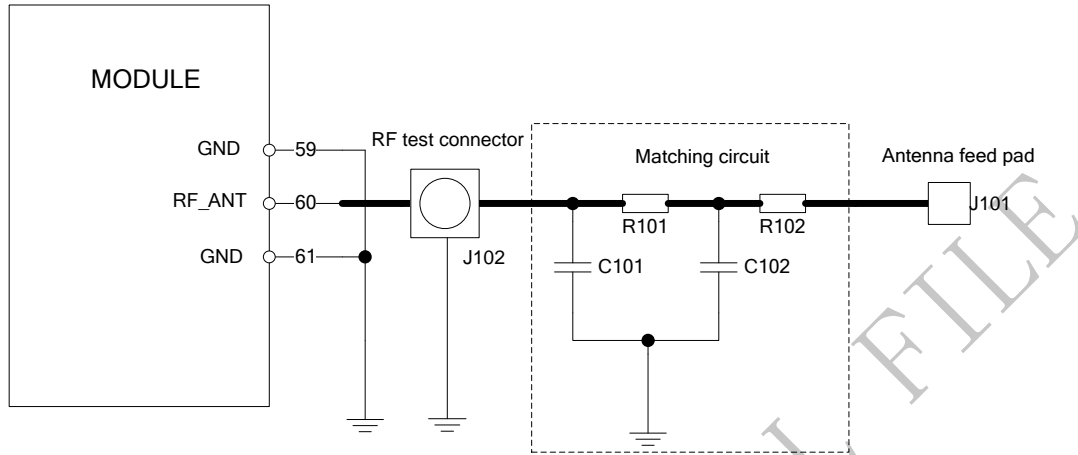 MODULE
GND
59
RF_ANT
60
GND
61
RF test connector
J102
Matching circuit
R101
R102
C101
C102
Antenna feed pad
J101
FILE